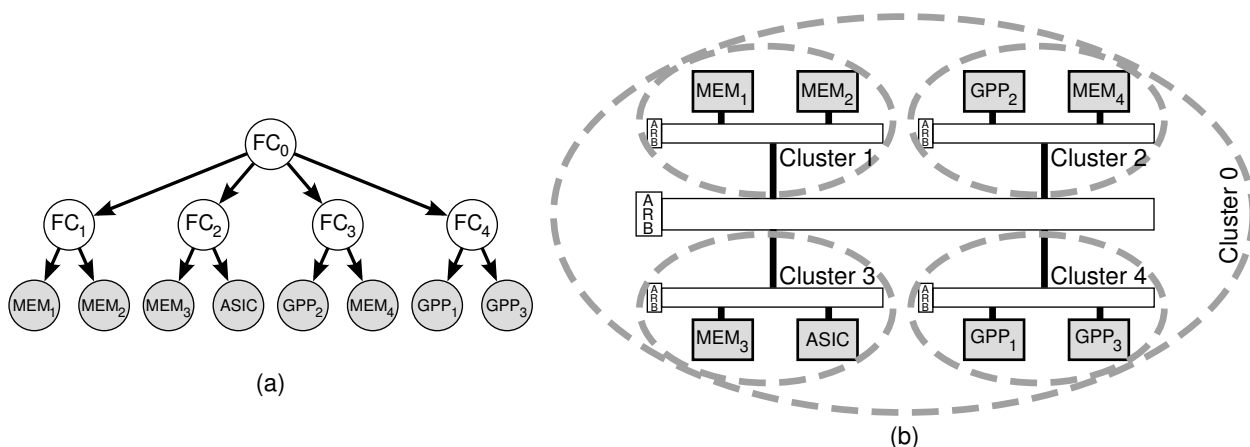 FC0
FC1 FC2 FC3 FC4
MEM1 MEM2 MEM3 ASIC GPP2 MEM4 GPP1 GPP3
(a)
MEM1 MEM2 GPP2 MEM4
ARB ARB
Cluster 1 Cluster 2
ARB
Cluster 0
Cluster 3 Cluster 4
ARB ARB
MEM3 ASIC GPP1 GPP3
(b)